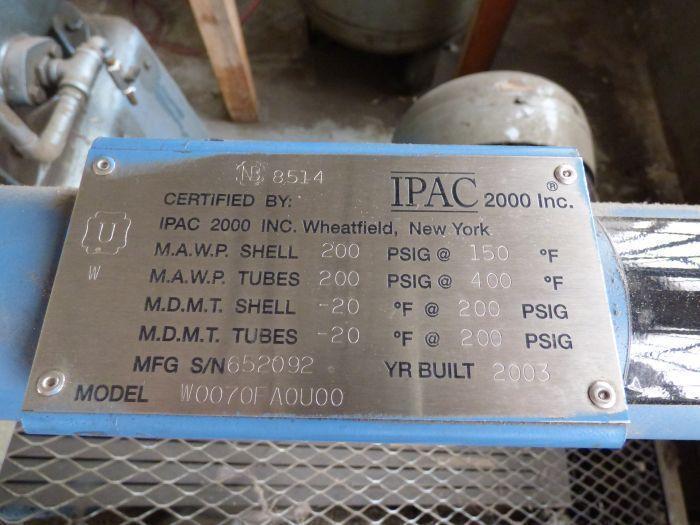 NB 8514
CERTIFIED BY: IPAC 2000 Inc.®
IPAC 2000 INC. Wheatfield, New York
U
W
M.A.W.P. SHELL 200 PSIG @ 150 °F
M.A.W.P. TUBES 200 PSIG @ 400 °F
M.D.M.T. SHELL -20 °F @ 200 PSIG
M.D.M.T. TUBES -20 °F @ 200 PSIG
MFG S/N 652092 YR BUILT 2003
MODEL W0070FA0U00